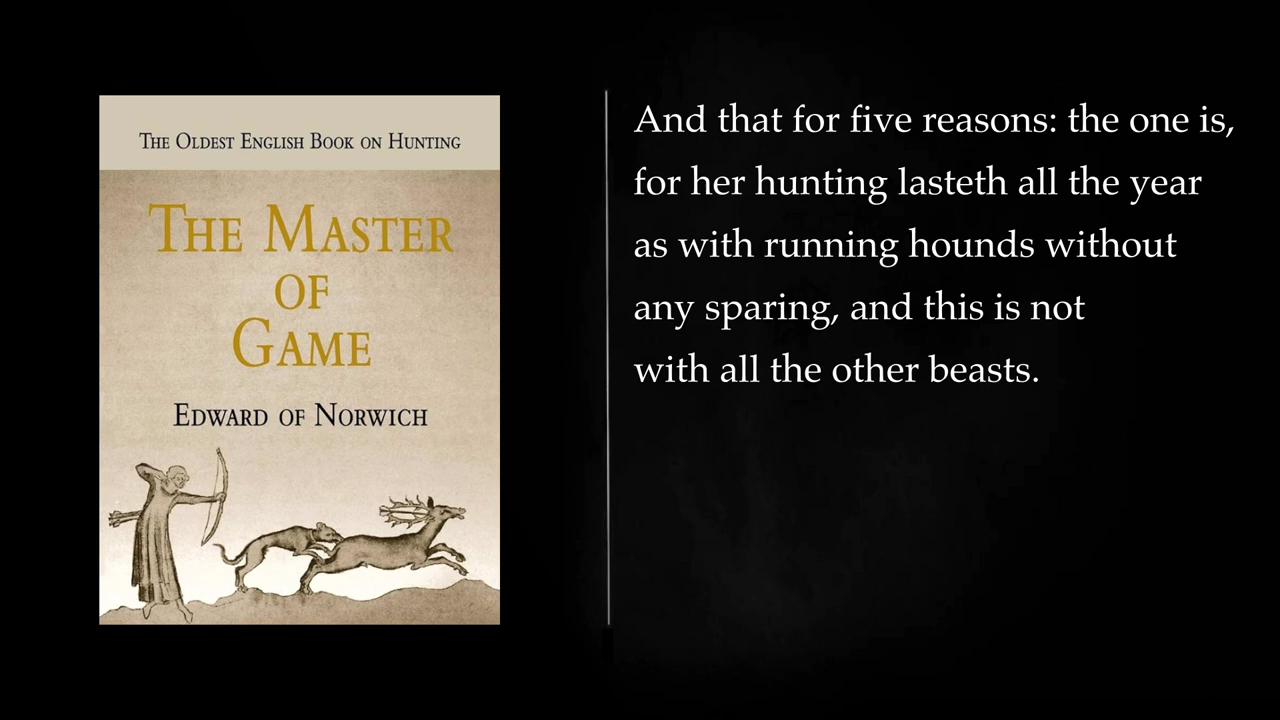 The Oldest English Book on Hunting
The Master
of
Game
Edward of Norwich
And that for five reasons: the one is,
for her hunting lasteth all the year
as with running hounds without
any sparing, and this is not
with all the other beasts.